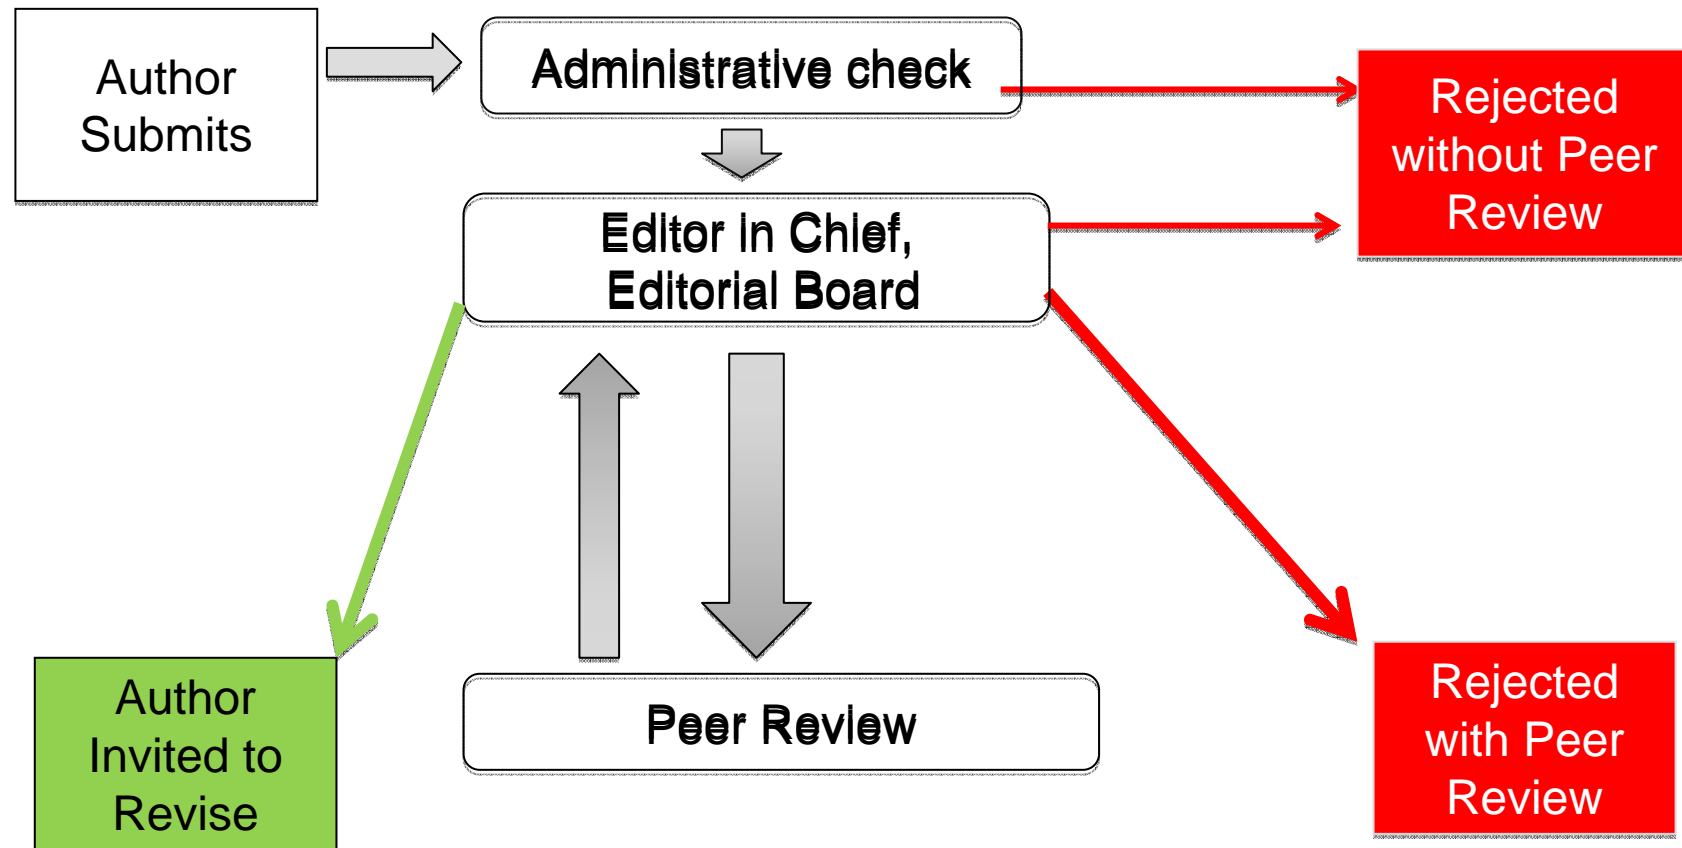 Author
Submits
Administrative check
Rejected
without Peer
Review
Editor in Chief,
Editorial Board
Author
Invited to
Revise
Peer Review
Rejected
with Peer
Review